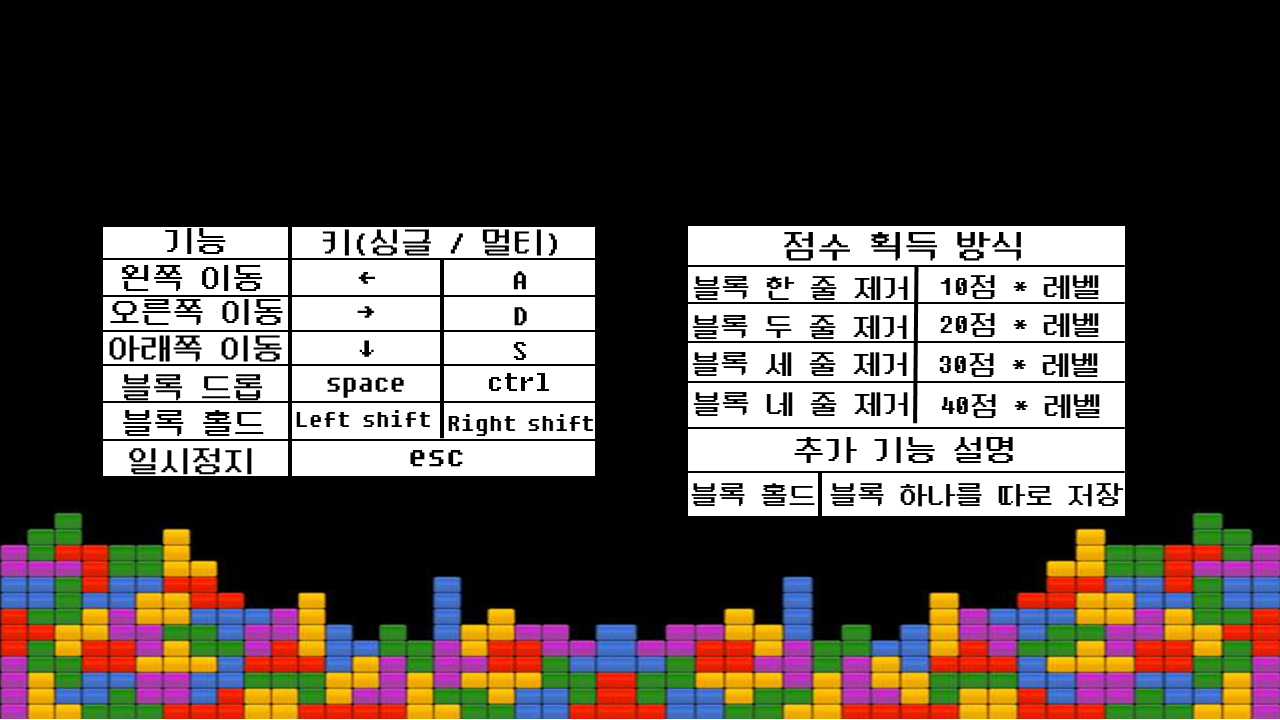 기능 키(싱글 / 멀티)
왼쪽 이동 ← A
오른쪽 이동 → D
아래쪽 이동 ↓ S
블록 드롭 space ctrl
블록 홀드 Left shift Right shift
일시정지 esc
점수 획득 방식
블록 한 줄 제거 10점 * 레벨
블록 두 줄 제거 20점 * 레벨
블록 세 줄 제거 30점 * 레벨
블록 네 줄 제거 40점 * 레벨
추가 기능 설명
블록 홀드 블록 하나를 따로 저장